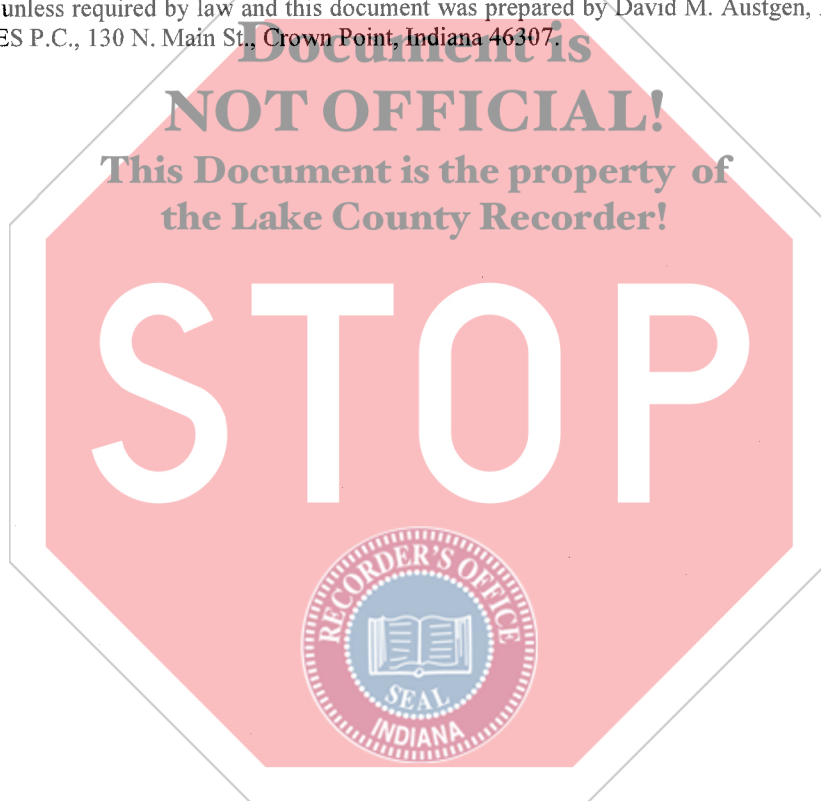 unless required by law and this document was prepared by David M. Austgen,
ES P.C., 130 N. Main St., Crown Point, Indiana 46307.
Document is
NOT OFFICIAL!
This Document is the property of
the Lake County Recorder!
STOP
RECORDER'S OFFICE
SEAL
INDIANA